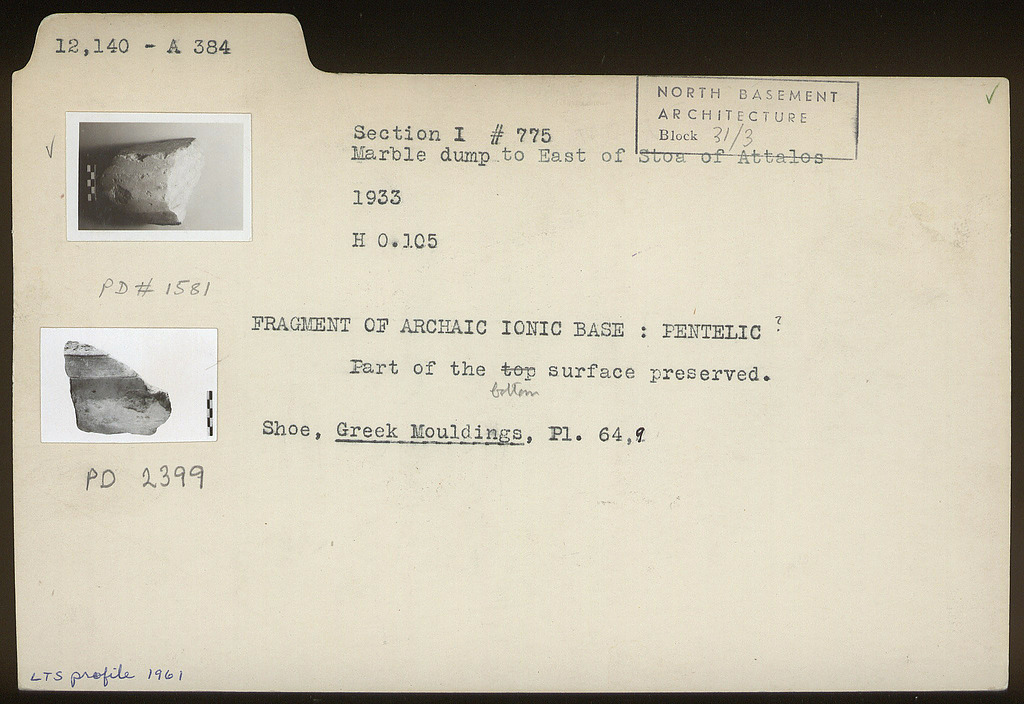 12,140 - A 384
NORTH BASEMENT
ARCHITECTURE
Block 31/3
Section I # 775
Marble dump to East of Stoa of Attalos
1933
H 0.105
PD # 1581
FRAGMENT OF ARCHAIC IONIC BASE : PENTELIC ?
Part of the top surface preserved.
bottom
Shoe, Greek Mouldings, Pl. 64,9
PD 2399
LTS profile 1961